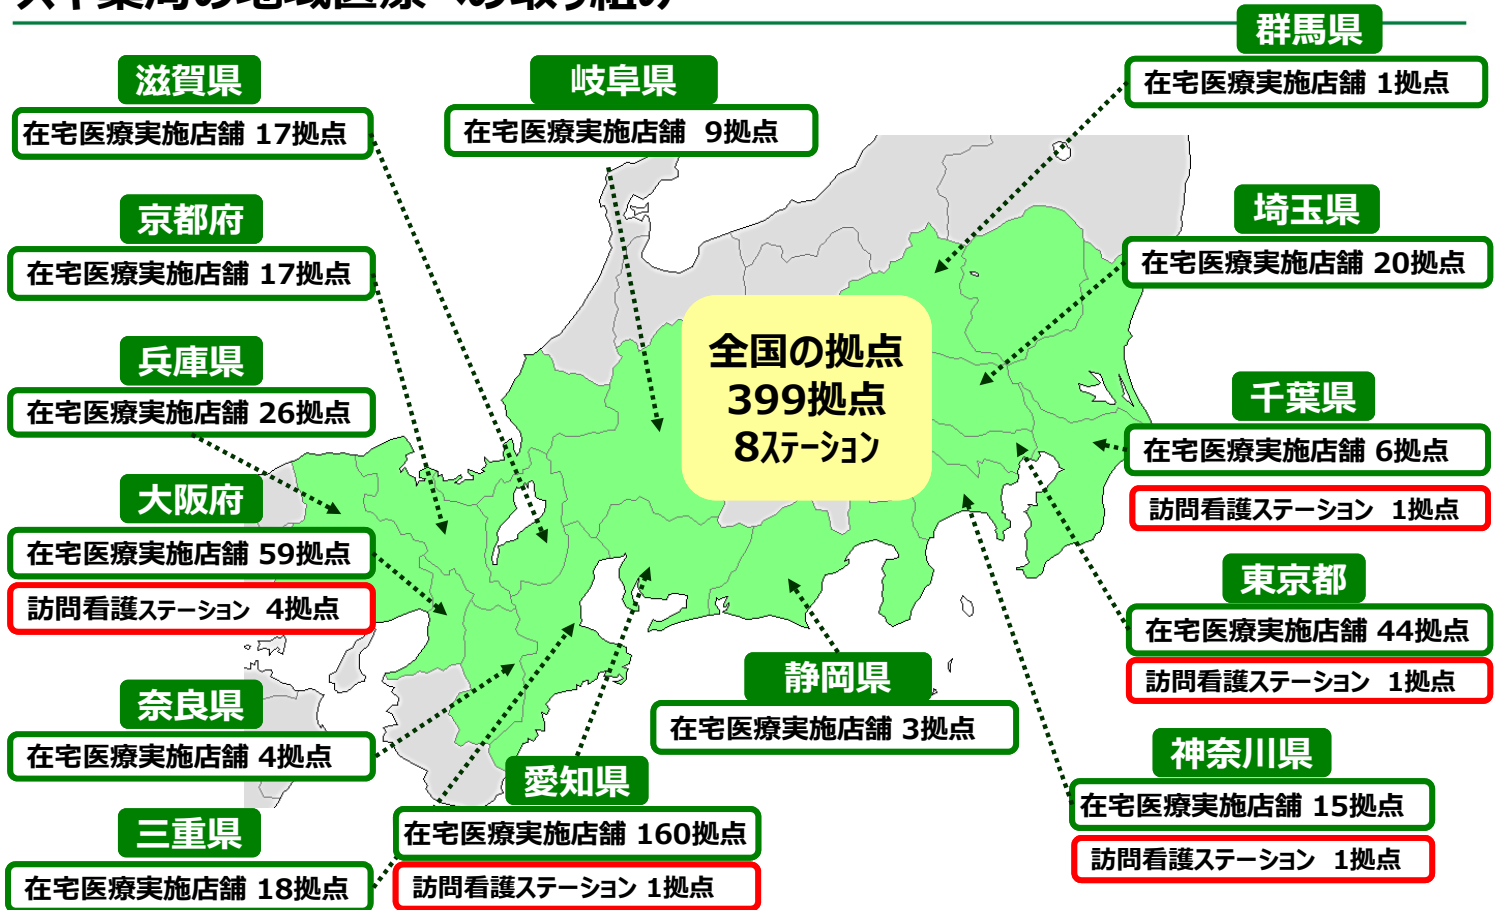 の地域医療への取り組み
群馬県
在宅医療実施店舗 1拠点
滋賀県
在宅医療実施店舗 17拠点
岐阜県
在宅医療実施店舗 9拠点
京都府
在宅医療実施店舗 17拠点
埼玉県
在宅医療実施店舗 20拠点
兵庫県
在宅医療実施店舗 26拠点
全国の拠点
399拠点
8ステーション
千葉県
在宅医療実施店舗 6拠点
訪問看護ステーション 1拠点
大阪府
在宅医療実施店舗 59拠点
訪問看護ステーション 4拠点
東京都
在宅医療実施店舗 44拠点
訪問看護ステーション 1拠点
奈良県
在宅医療実施店舗 4拠点
静岡県
在宅医療実施店舗 3拠点
神奈川県
在宅医療実施店舗 15拠点
訪問看護ステーション 1拠点
三重県
在宅医療実施店舗 18拠点
愛知県
在宅医療実施店舗 160拠点
訪問看護ステーション 1拠点